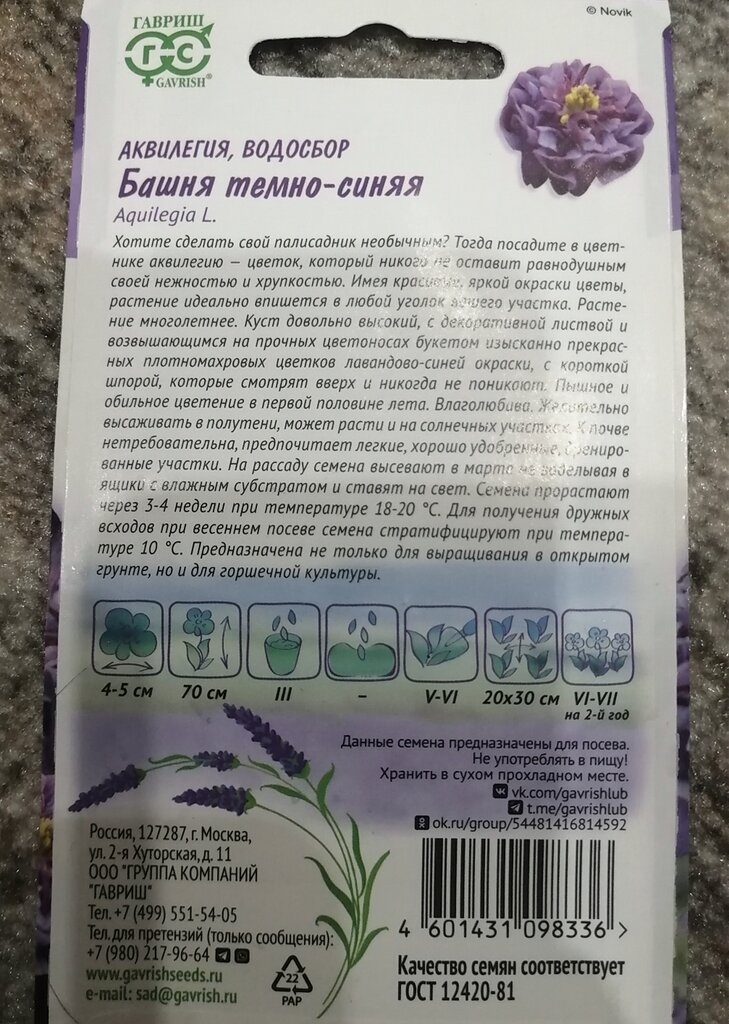 © Novik
ГАВРИШ
ГС
GAVRISH®
АКВИЛЕГИЯ, ВОДОСБОР
Башня темно-синяя
Aquilegia L.
Хотите сделать свой палисадник необычным? Тогда посадите в цвет-
нике аквилегию — цветок, который никого не оставит равнодушным
своей нежностью и хрупкостью. Имея красивые, яркой окраски цветы,
растение идеально впишется в любой уголок вашего участка. Расте-
ние многолетнее. Куст довольно высокий, с декоративной листвой и
возвышающимся на прочных цветоносах букетом изысканно прекрас-
ных плотномахровых цветков лавандово-синей окраски, с короткой
шпорой, которые смотрят вверх и никогда не поникают. Пышное и
обильное цветение в первой половине лета. Влаголюбива. Желательно
высаживать в полутени, может расти и на солнечных участках. К почве
нетребовательна, предпочитает легкие, хорошо удобренные, дрениро-
ванные участки. На рассаду семена высевают в марте не заделывая в
ящики с влажным субстратом и ставят на свет. Семена прорастают
через 3-4 недели при температуре 18-20 °С. Для получения дружных
всходов при весеннем посеве семена стратифицируют при темпера-
туре 10 °С. Предназначена не только для выращивания в открытом
грунте, но и для горшечной культуры.
4-5 см 70 см III – V-VI 20х30 см VI-VII
на 2-й год
Данные семена предназначены для посева.
Не употреблять в пищу!
Хранить в сухом прохладном месте.
vk.com/gavrishlub
t.me/gavrishlub
ok.ru/group/54481416814592
Россия, 127287, г. Москва,
ул. 2-я Хуторская, д. 11
ООО "ГРУППА КОМПАНИЙ
"ГАВРИШ"
Тел. +7 (499) 551-54-05
Тел. для претензий (только сообщения):
+7 (980) 217-96-64
www.gavrishseeds.ru
e-mail: sad@gavrish.ru
22
PAP
4 601431 098336 >
Качество семян соответствует
ГОСТ 12420-81